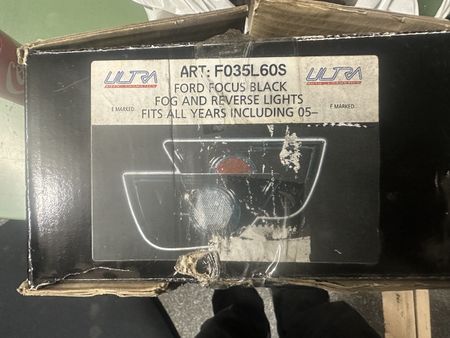 ULTRA
ART: F035L60S
ULTRA
FORD FOCUS BLACK
E MARKED
FOG AND REVERSE LIGHTS
F MARKED
FITS ALL YEARS INCLUDING 05–